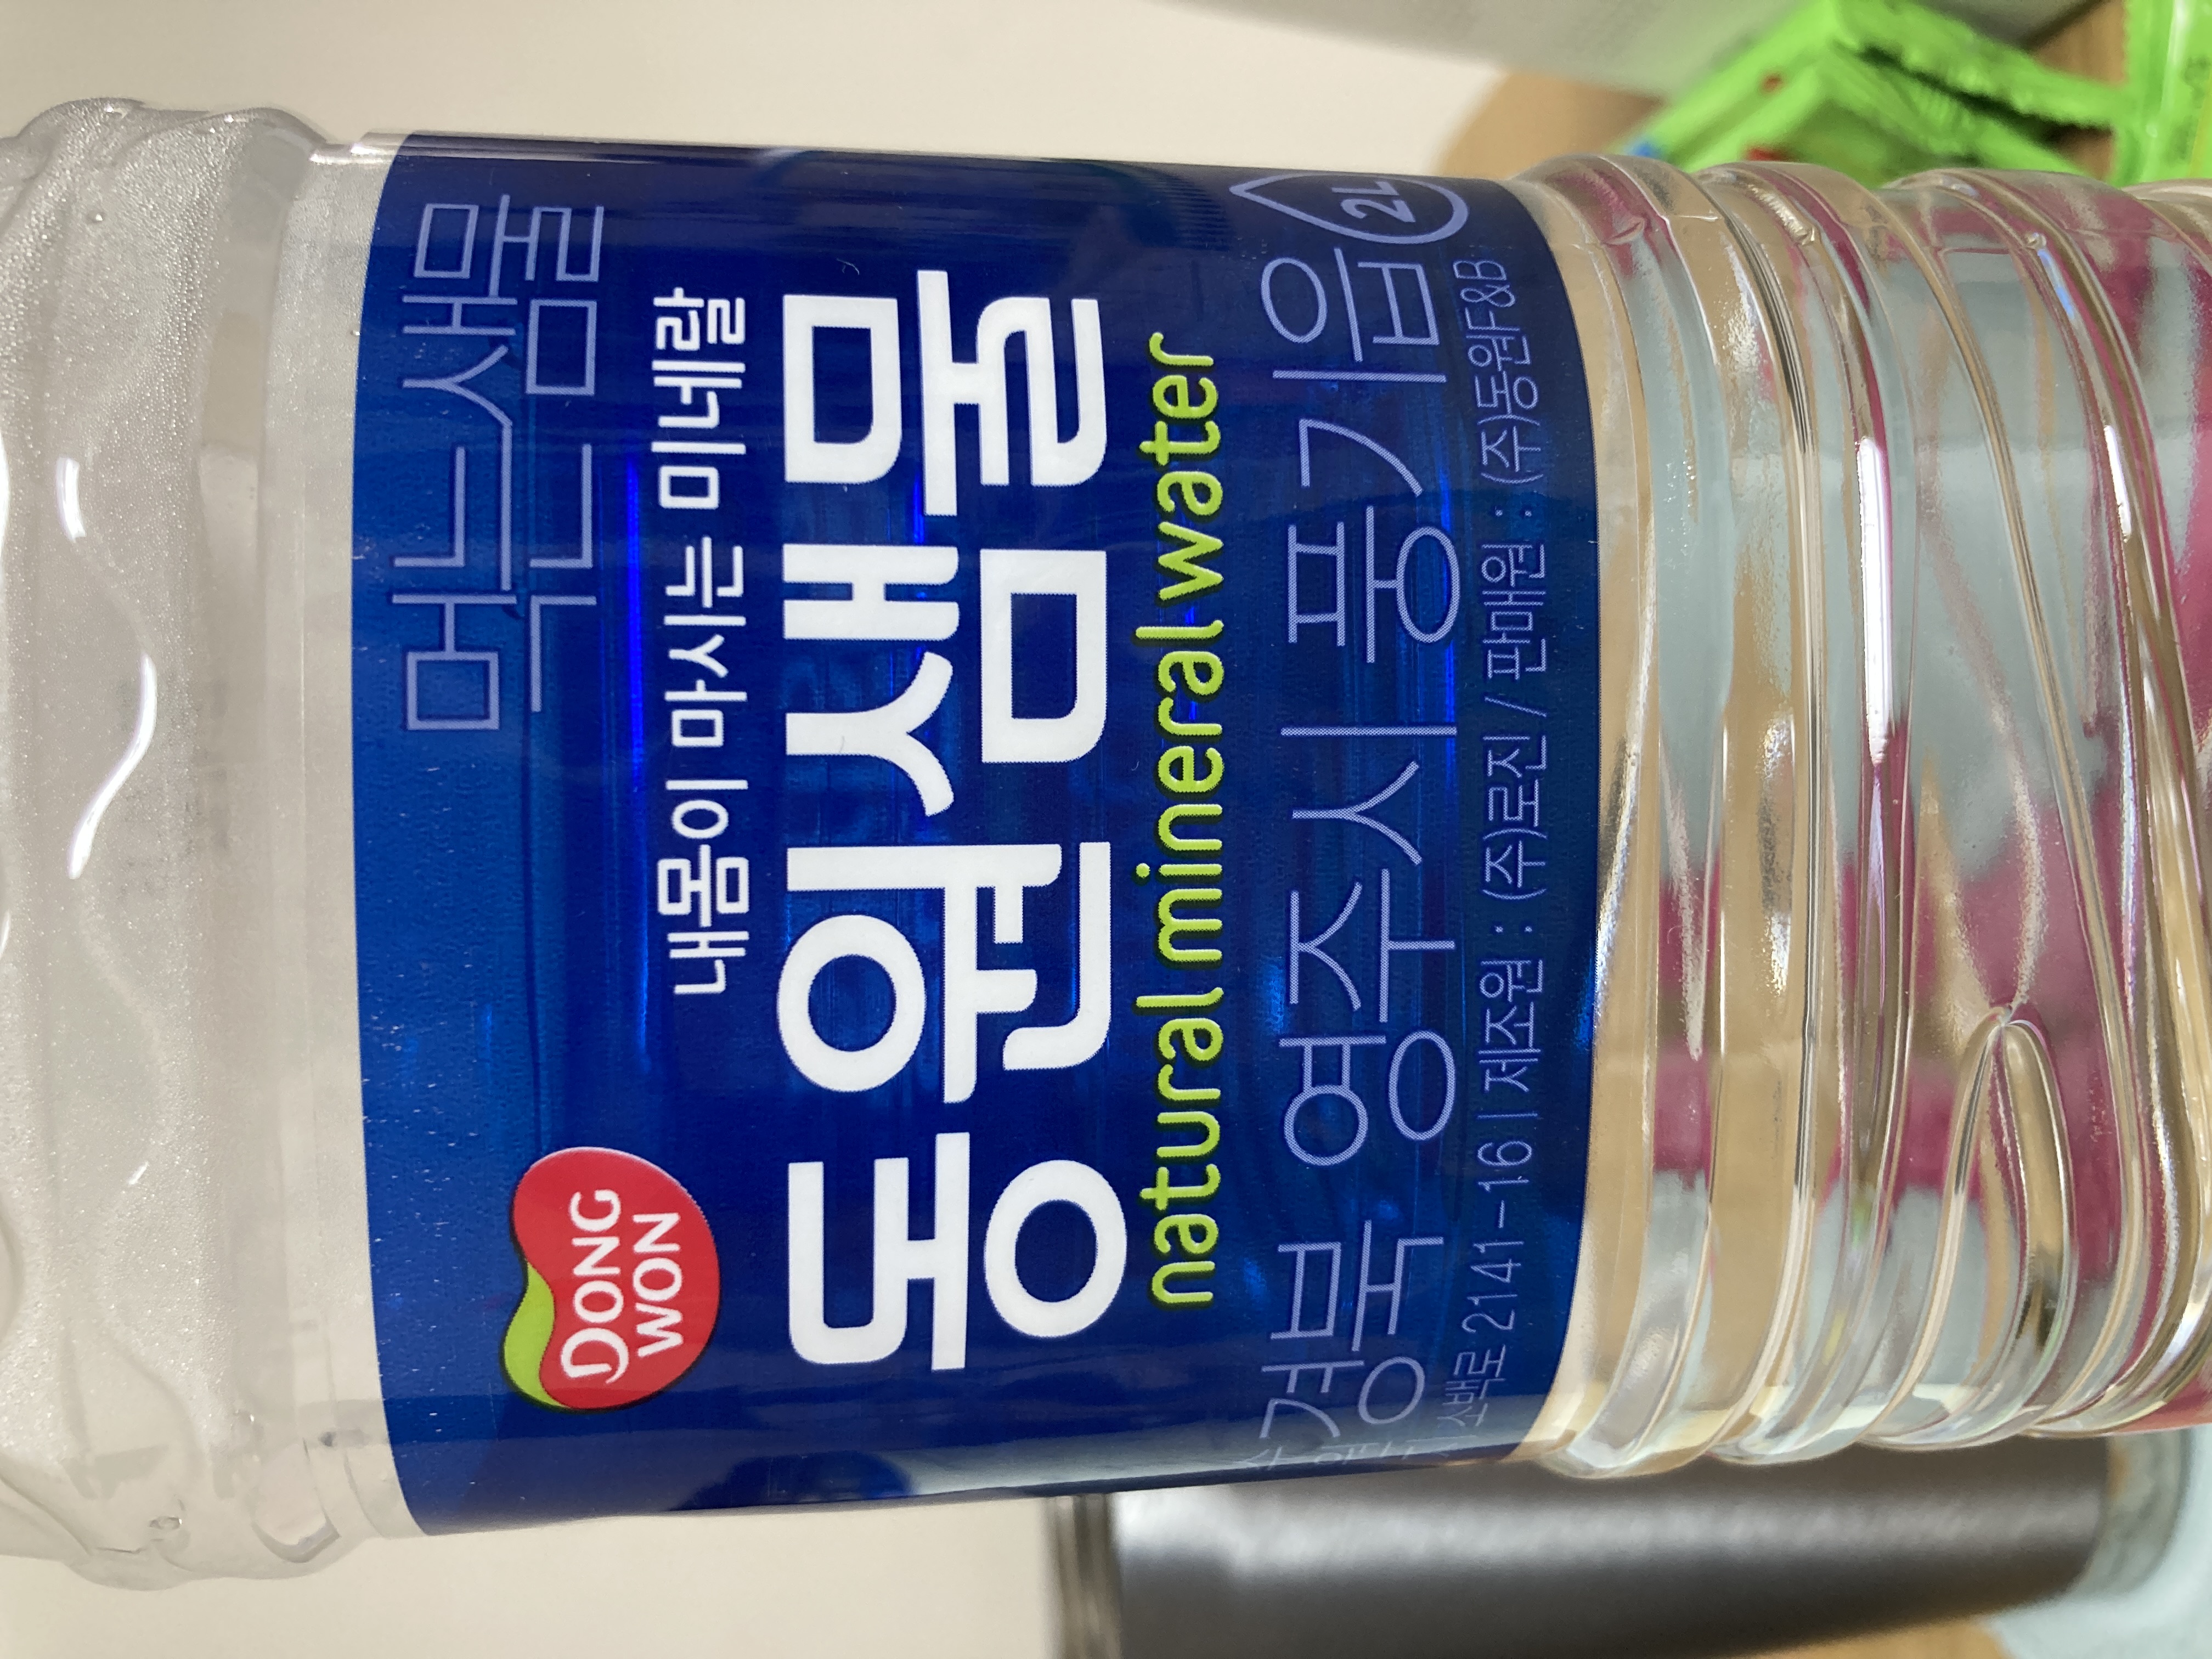 먹는샘물
DONG
WON
내몸이 마시는 미네랄
동원샘물
natural mineral water
경북 영주시 풍기읍
2L
소백로 2141-16 | 제조원 : (주)로진 / 판매원 : (주)동원F&B